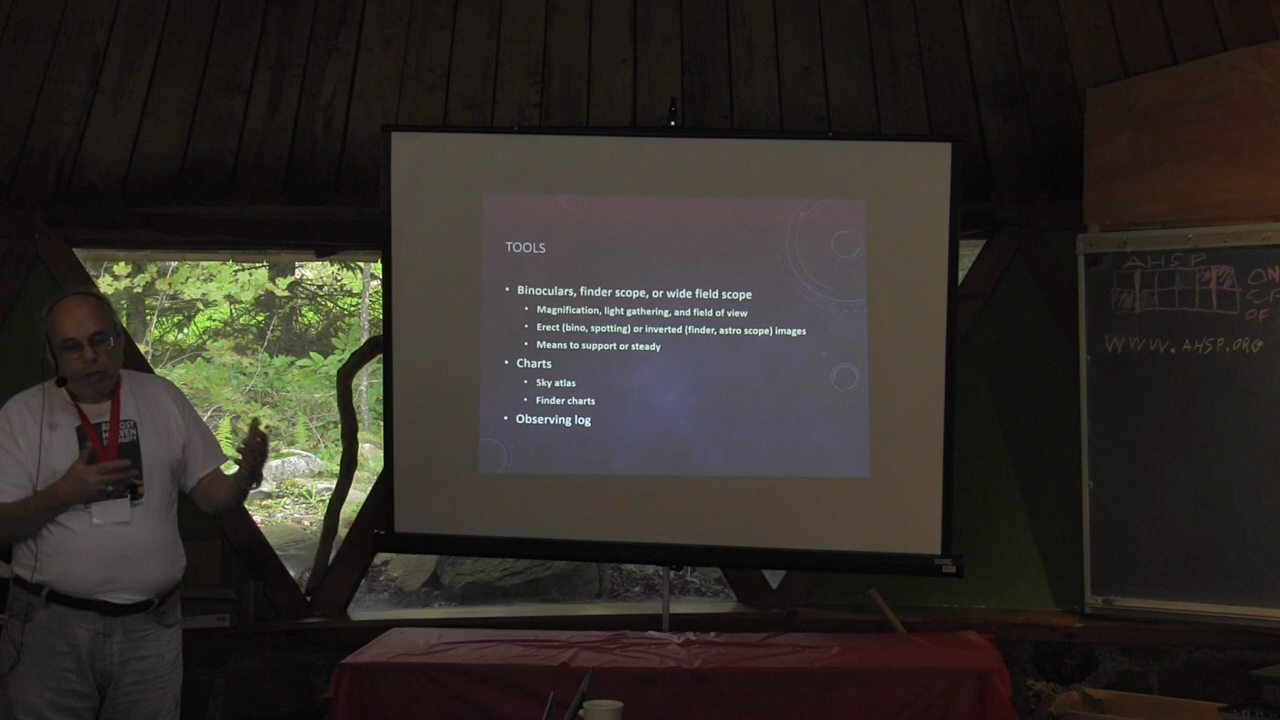 TOOLS
• Binoculars, finder scope, or wide field scope
• Magnification, light gathering, and field of view
• Erect (bino, spotting) or inverted (finder, astro scope) images
• Means to support or steady
• Charts
• Sky atlas
• Finder charts
• Observing log
AHSP
ON
OF
WWW.AHSP.ORG